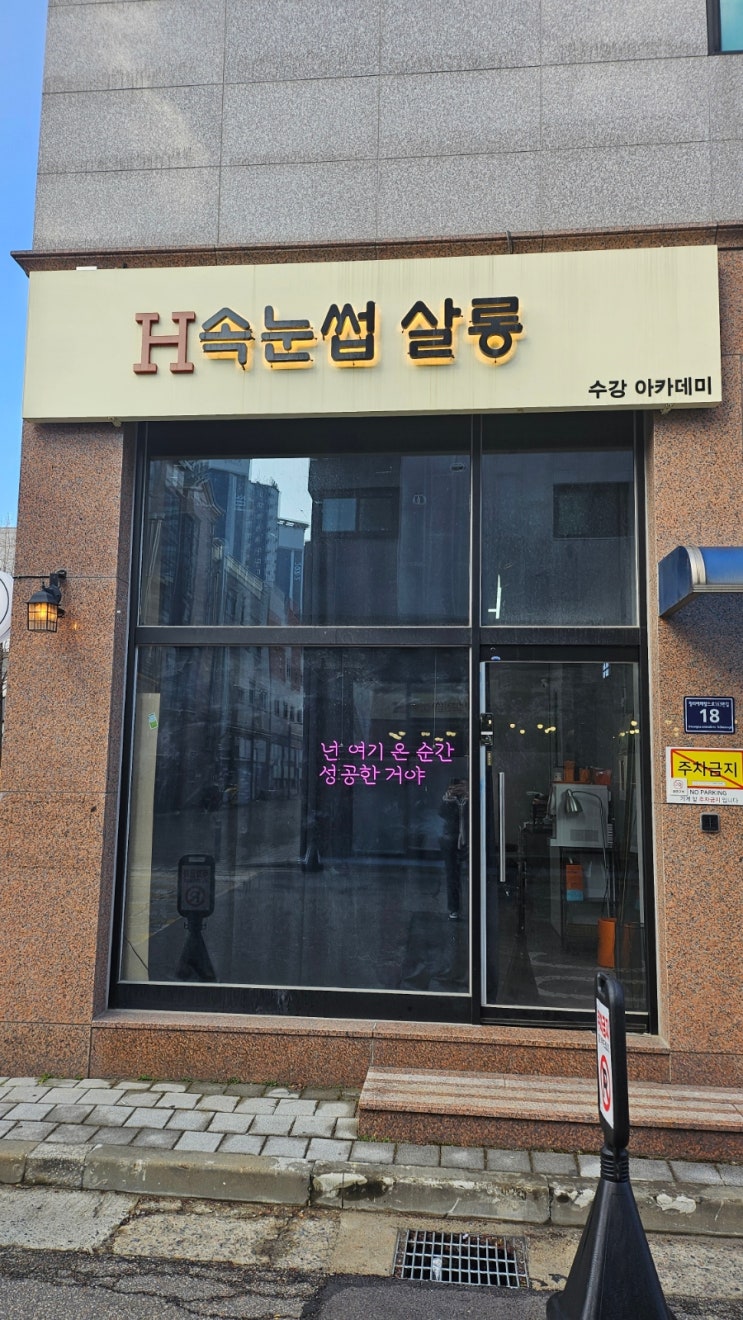 H속눈썹 살롱
수강 아카데미
넌 여기 온 순간
성공한 거야
18
주차금지
NO PARKING